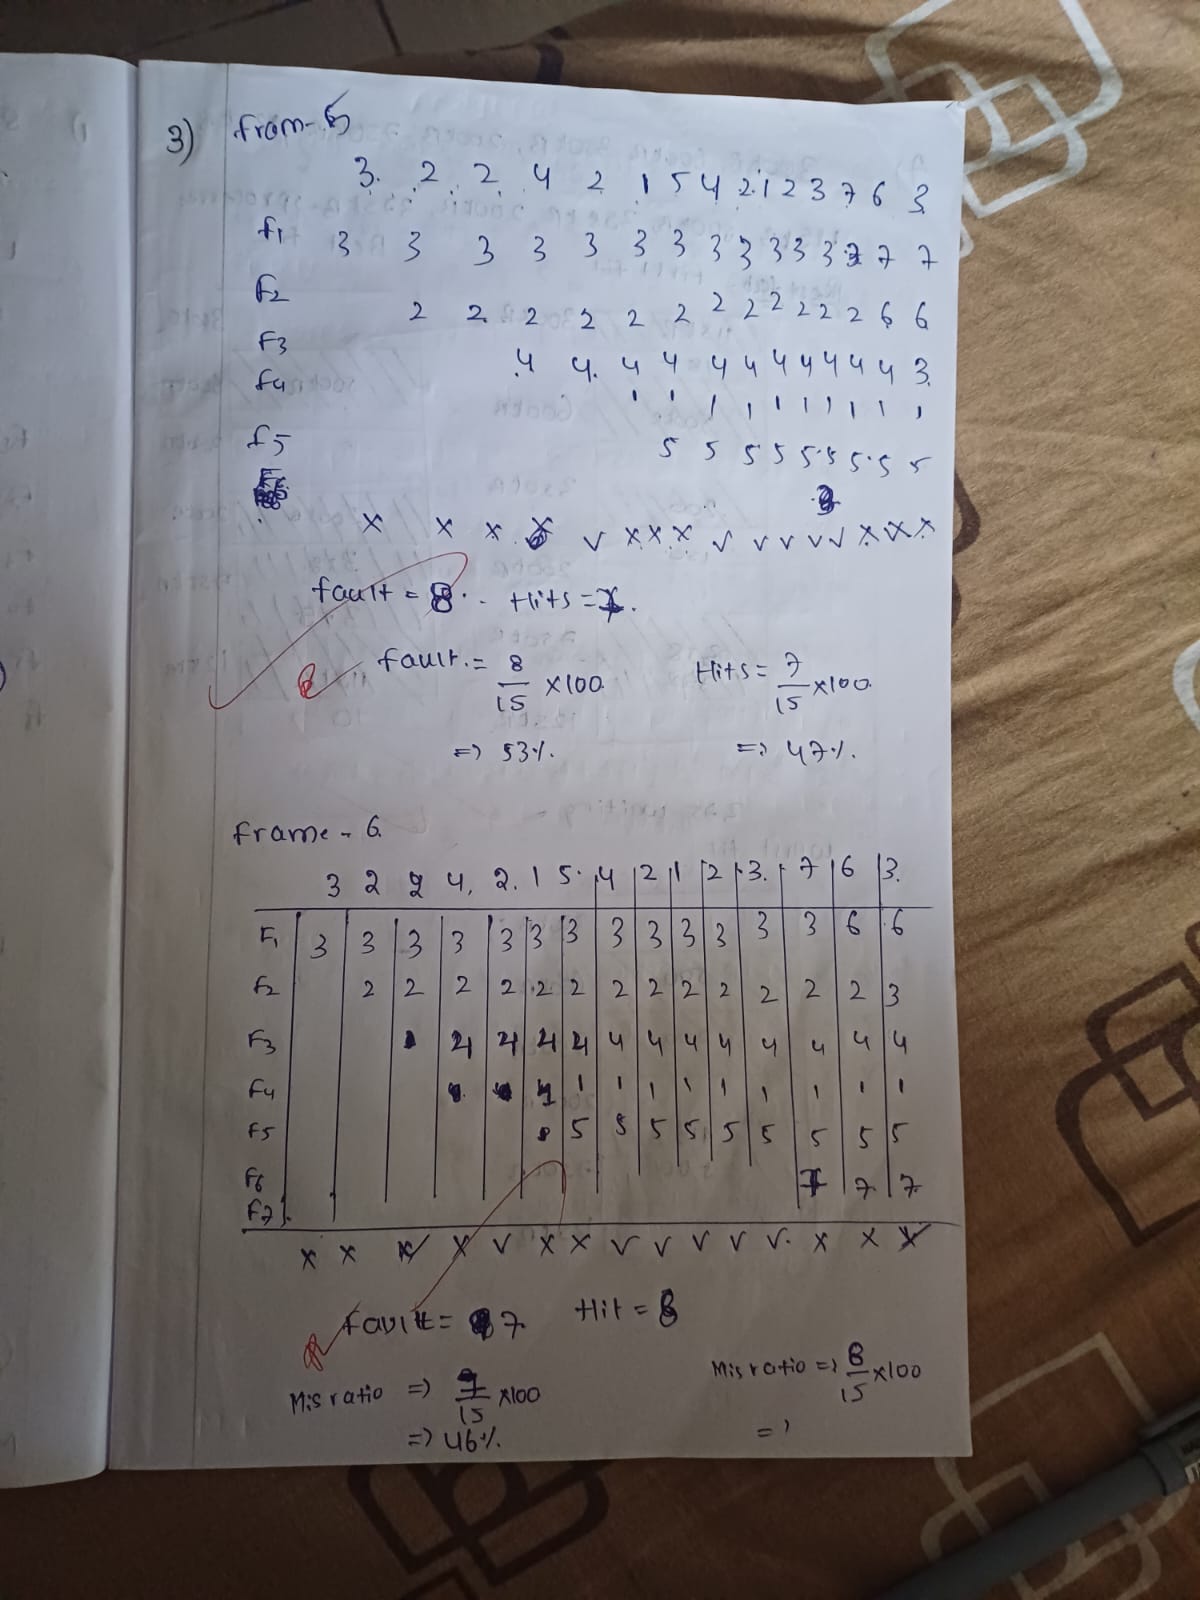 3) fram-5
3. 2 2 4 2 1 5 4 2 1 2 3 7 6 3
f1 3 3 3 3 3 3 3 3 3 3 3 3 3 7 7
f2 2 2 2 2 2 2 2 2 2 2 2 2 6 6
f3 4 4. 4 4 4 4 4 4 4 4 4 3.
f4 1 1 1 1 1 1 1 1 1 1
f5 5 5 5 5 5 5 5 5 5
x x x x ✓ x x x ✓ ✓ ✓ ✓ ✓ x x x
fault = 8. Hits = 7.
fault. = 8/15 x100 Hits = 7/15 x100
=> 53%. => 47%.
frame - 6.
3 2 2 4. 2. 1 5. 4 2 1 2 3. 7 6 3.
F1 3 3 3 3 3 3 3 3 3 3 3 3 3 6 6
f2 2 2 2 2 2 2 2 2 2 2 2 2 2 3
F3 4 4 4 4 4 4 4 4 4 4 4 4
f4 1 1 1 1 1 1 1 1 1 1
f5 5 5 5 5 5 5 5 5 5
F6 7 7 7
F7
x x x ✓ x x ✓ ✓ ✓ ✓ ✓. x x x
fault = 7 Hit = 8
Mis ratio => 7/15 x100 Mis ratio => 8/15 x100
=> 46%. =>